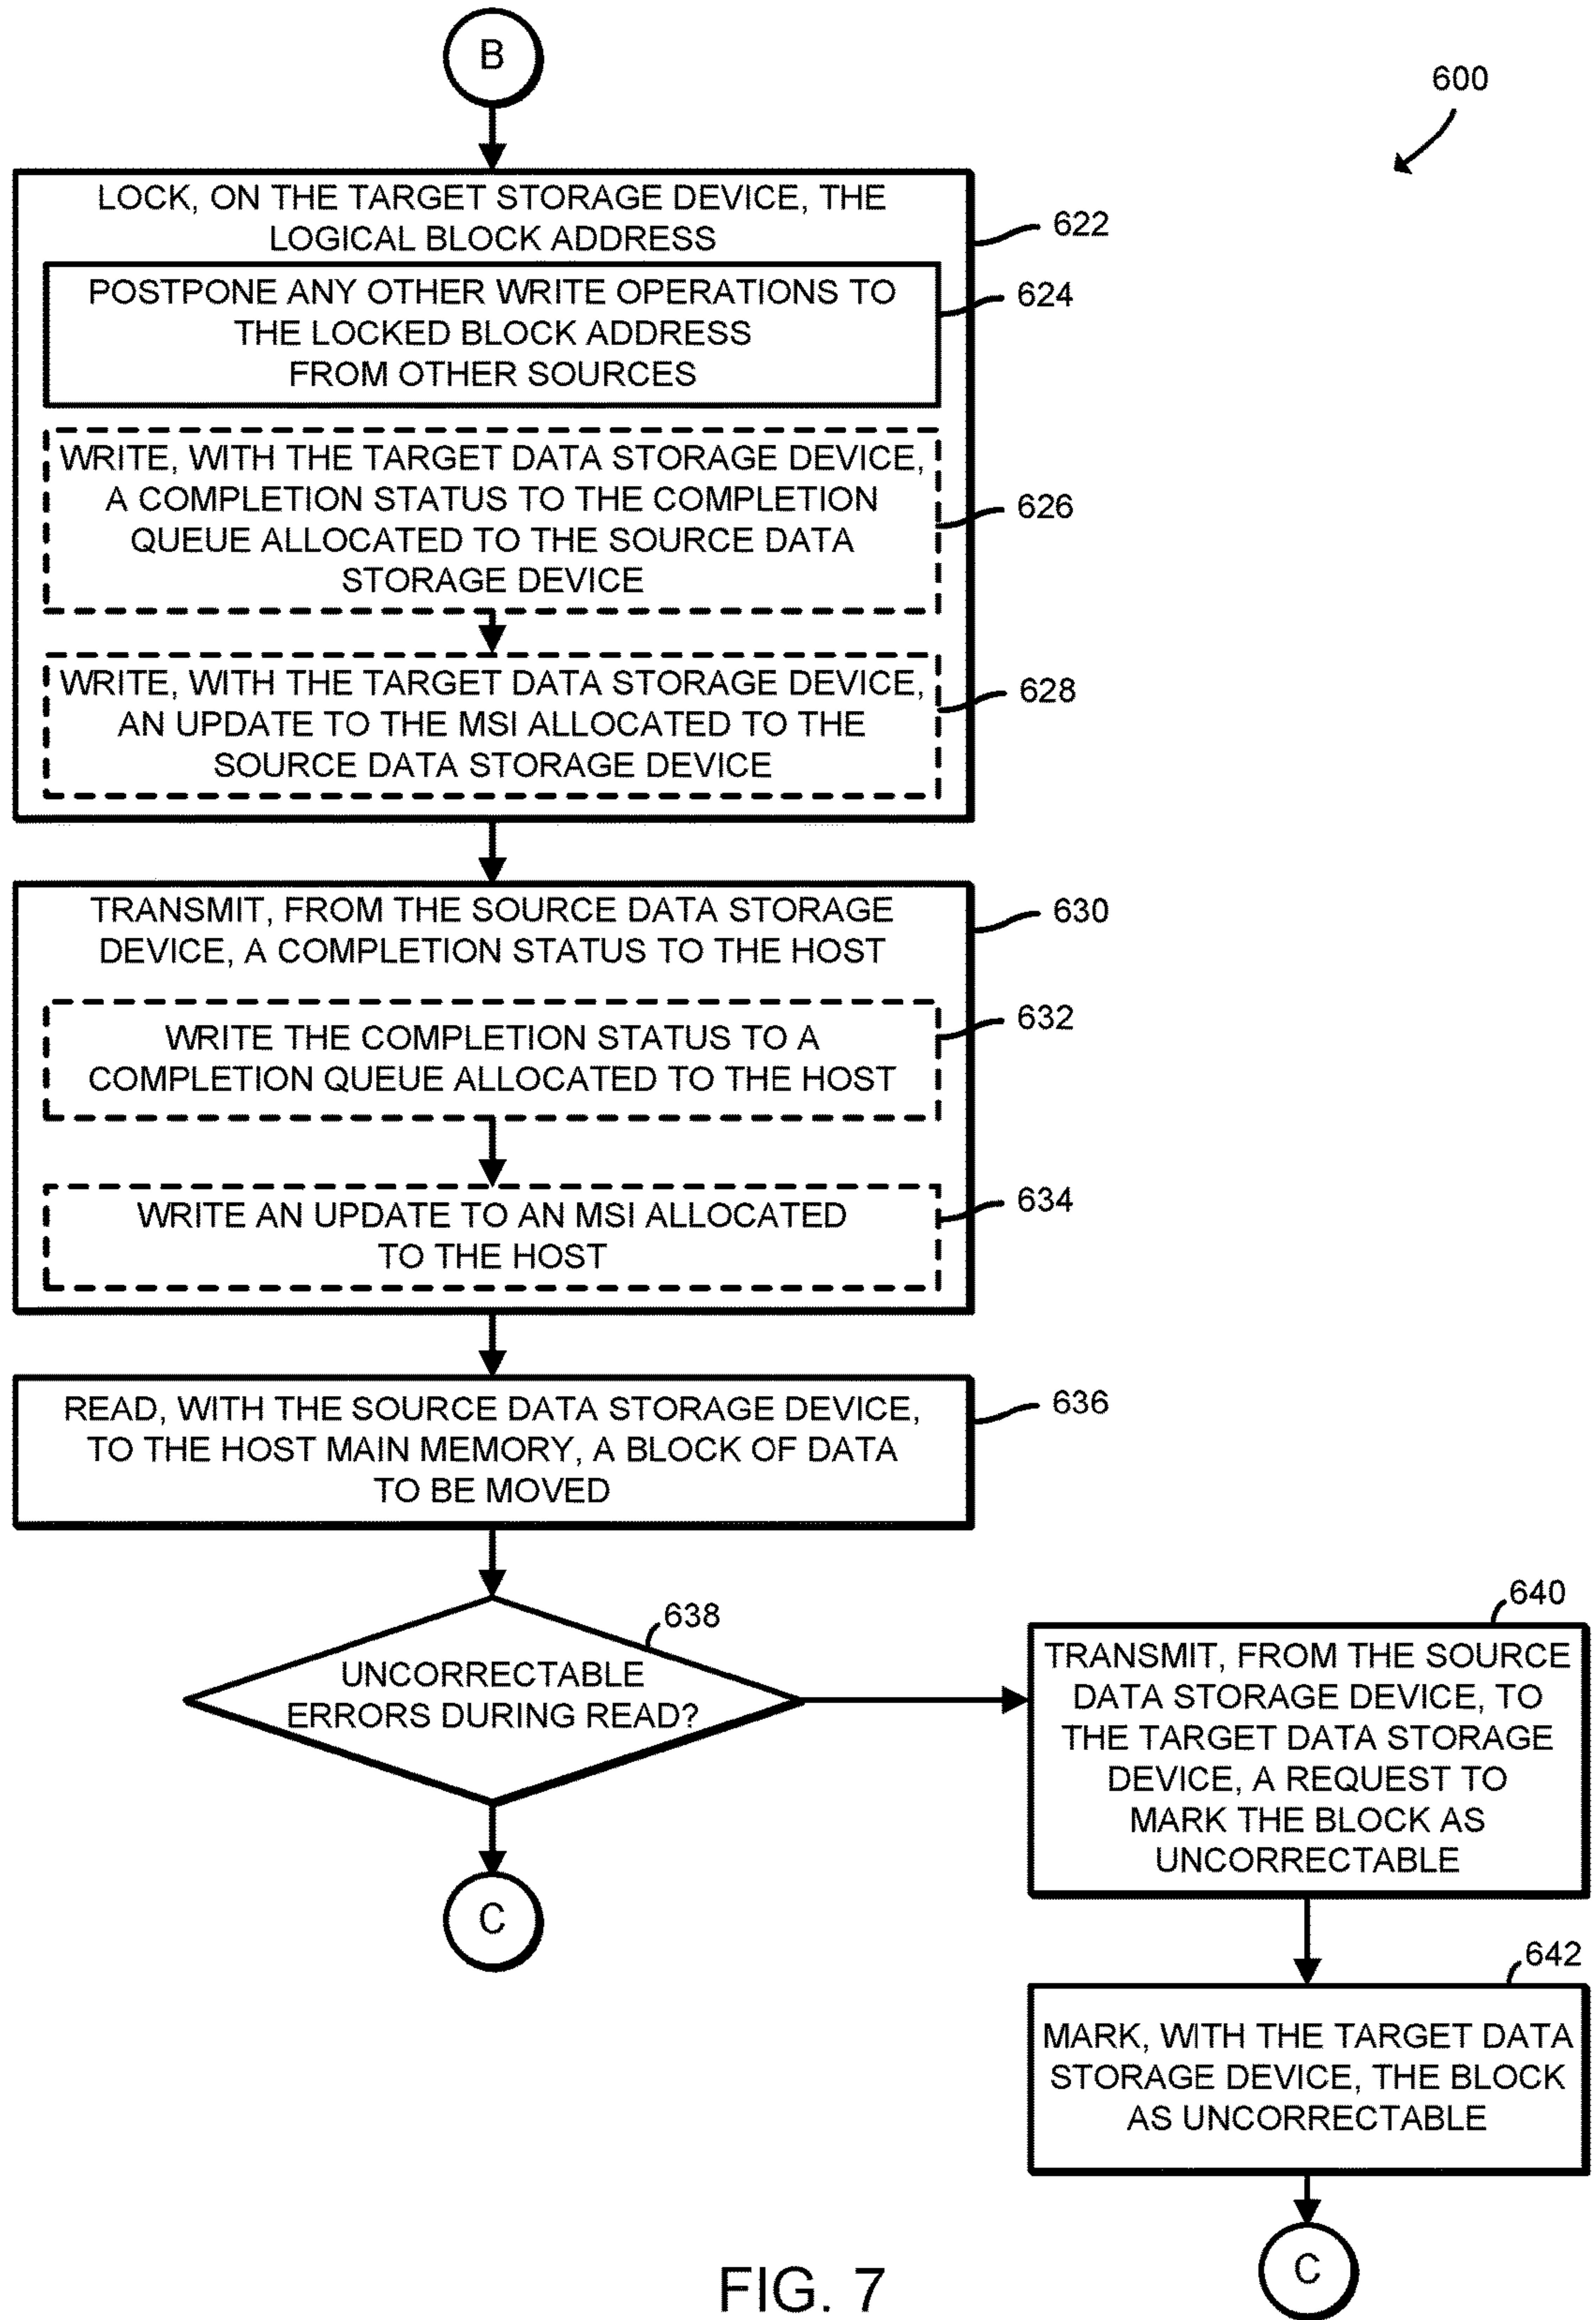 B
600
LOCK, ON THE TARGET STORAGE DEVICE, THE
LOGICAL BLOCK ADDRESS
622
POSTPONE ANY OTHER WRITE OPERATIONS TO
THE LOCKED BLOCK ADDRESS
FROM OTHER SOURCES
624
WRITE, WITH THE TARGET DATA STORAGE DEVICE,
A COMPLETION STATUS TO THE COMPLETION
QUEUE ALLOCATED TO THE SOURCE DATA
STORAGE DEVICE
626
WRITE, WITH THE TARGET DATA STORAGE DEVICE,
AN UPDATE TO THE MSI ALLOCATED TO THE
SOURCE DATA STORAGE DEVICE
628
TRANSMIT, FROM THE SOURCE DATA STORAGE
DEVICE, A COMPLETION STATUS TO THE HOST
630
WRITE THE COMPLETION STATUS TO A
COMPLETION QUEUE ALLOCATED TO THE HOST
632
WRITE AN UPDATE TO AN MSI ALLOCATED
TO THE HOST
634
READ, WITH THE SOURCE DATA STORAGE DEVICE,
TO THE HOST MAIN MEMORY, A BLOCK OF DATA
TO BE MOVED
636
UNCORRECTABLE
ERRORS DURING READ?
638
C
640
TRANSMIT, FROM THE SOURCE
DATA STORAGE DEVICE, TO
THE TARGET DATA STORAGE
DEVICE, A REQUEST TO
MARK THE BLOCK AS
UNCORRECTABLE
642
MARK, WITH THE TARGET DATA
STORAGE DEVICE, THE BLOCK
AS UNCORRECTABLE
C
FIG. 7